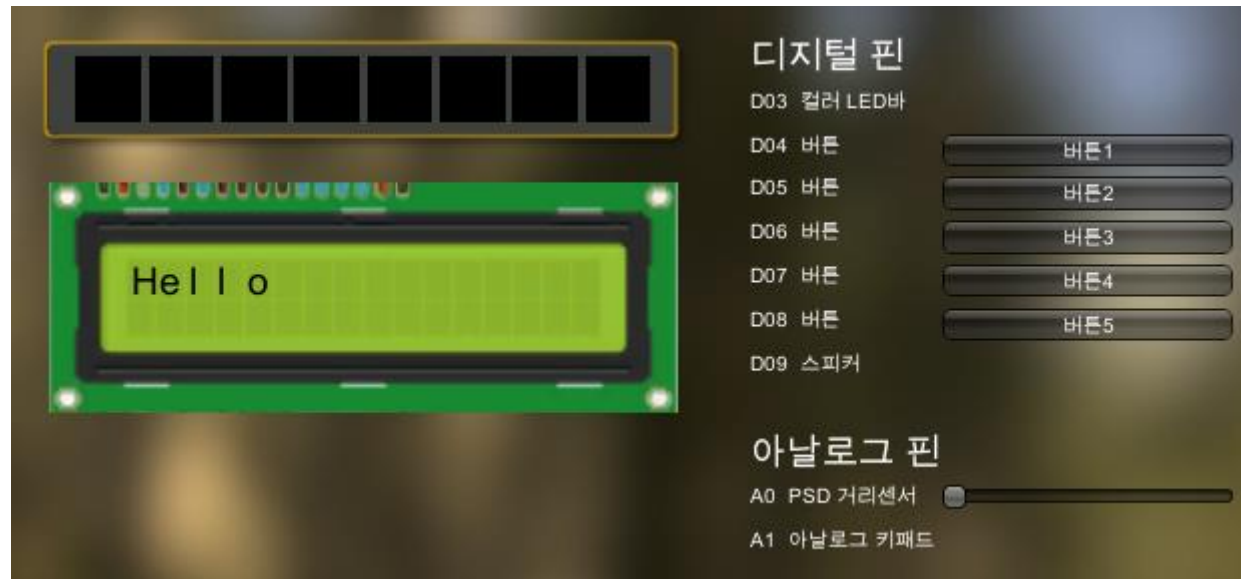 Hello
디지털 핀
D03 컬러 LED바
D04 버튼 버튼1
D05 버튼 버튼2
D06 버튼 버튼3
D07 버튼 버튼4
D08 버튼 버튼5
D09 스피커
아날로그 핀
A0 PSD 거리센서
A1 아날로그 키패드